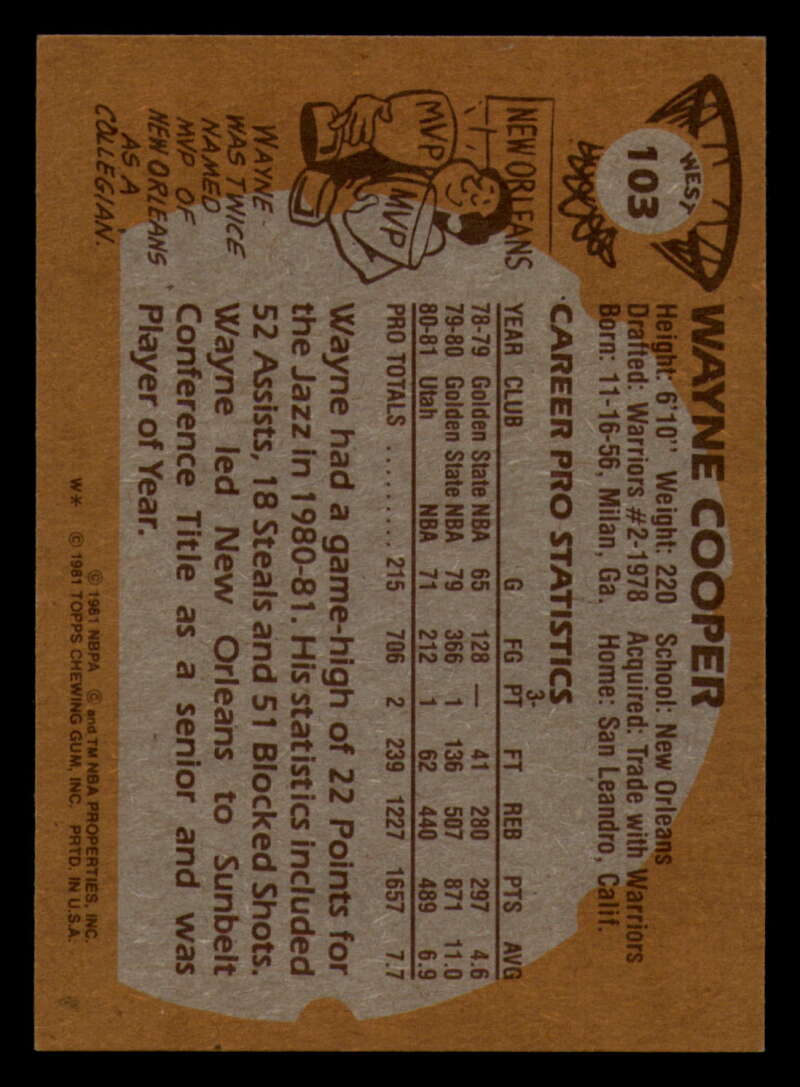 WEST
103
WAYNE COOPER
Height: 6'10" Weight: 220 School: New Orleans
Drafted: Warriors #2-1978 Acquired: Trade with Warriors
Born: 11-16-56, Milan, Ga. Home: San Leandro, Calif.
CAREER PRO STATISTICS
YEAR CLUB G FG 3-PT FT REB PTS AVG
78-79 Golden State NBA 65 128 — 41 280 297 4.6
79-80 Golden State NBA 79 366 1 136 507 871 11.0
80-81 Utah NBA 71 212 1 62 440 489 6.9
PRO TOTALS .......... 215 706 2 239 1227 1657 7.7
NEW ORLEANS
MVP
MVP
WAYNE
WAS TWICE
NAMED
MVP OF
NEW ORLEANS
AS A
COLLEGIAN.
Wayne had a game-high of 22 Points for
the Jazz in 1980-81. His statistics included
52 Assists, 18 Steals and 51 Blocked Shots.
Wayne led New Orleans to Sunbelt
Conference Title as a senior and was
Player of Year.
© 1981 NBPA © and TM NBA PROPERTIES, INC.
W* © 1981 TOPPS CHEWING GUM, INC. PRTD. IN U.S.A.